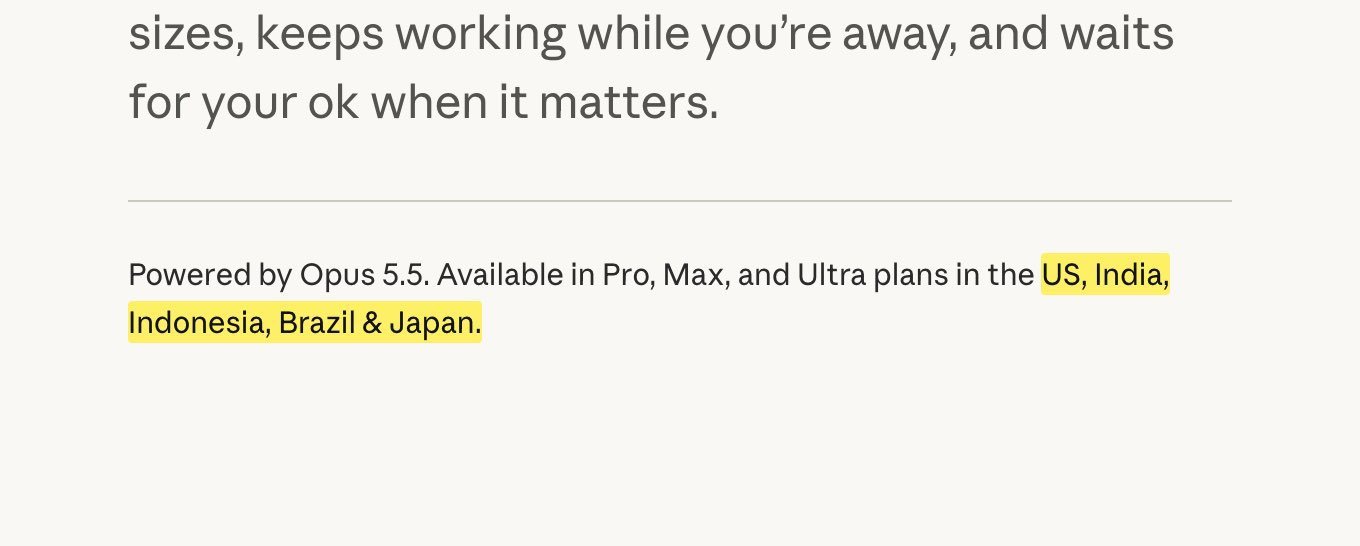 sizes, keeps working while you’re away, and waits
for your ok when it matters.
Powered by Opus 5.5. Available in Pro, Max, and Ultra plans in the US, India,
Indonesia, Brazil & Japan.